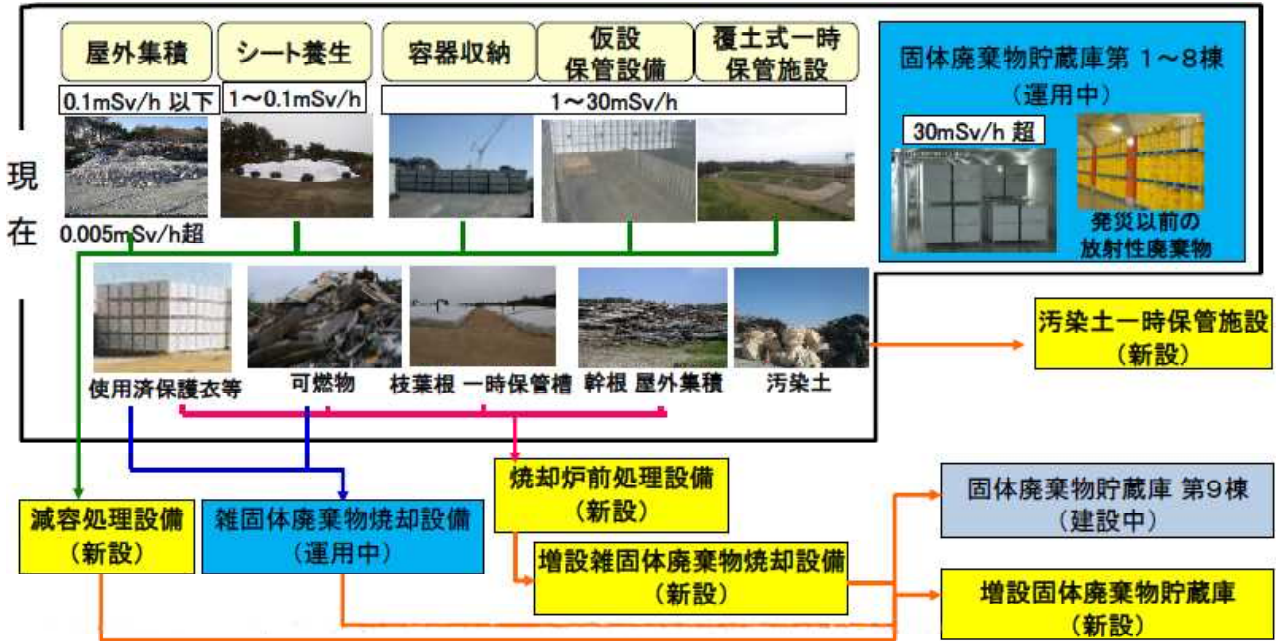 屋外集積
シート養生
容器収納
仮設
保管設備
覆土式一時
保管施設
0.1mSv/h 以下
1～0.1mSv/h
1～30mSv/h
固体廃棄物貯蔵庫第 1～8棟
（運用中）
30mSv/h 超
発災以前の
放射性廃棄物
現
在
0.005mSv/h超
使用済保護衣等
可燃物
枝葉根 一時保管槽
幹根 屋外集積
汚染土
汚染土一時保管施設
（新設）
減容処理設備
（新設）
雑固体廃棄物焼却設備
（運用中）
焼却炉前処理設備
（新設）
増設雑固体廃棄物焼却設備
（新設）
固体廃棄物貯蔵庫 第9棟
（建設中）
増設固体廃棄物貯蔵庫
（新設）